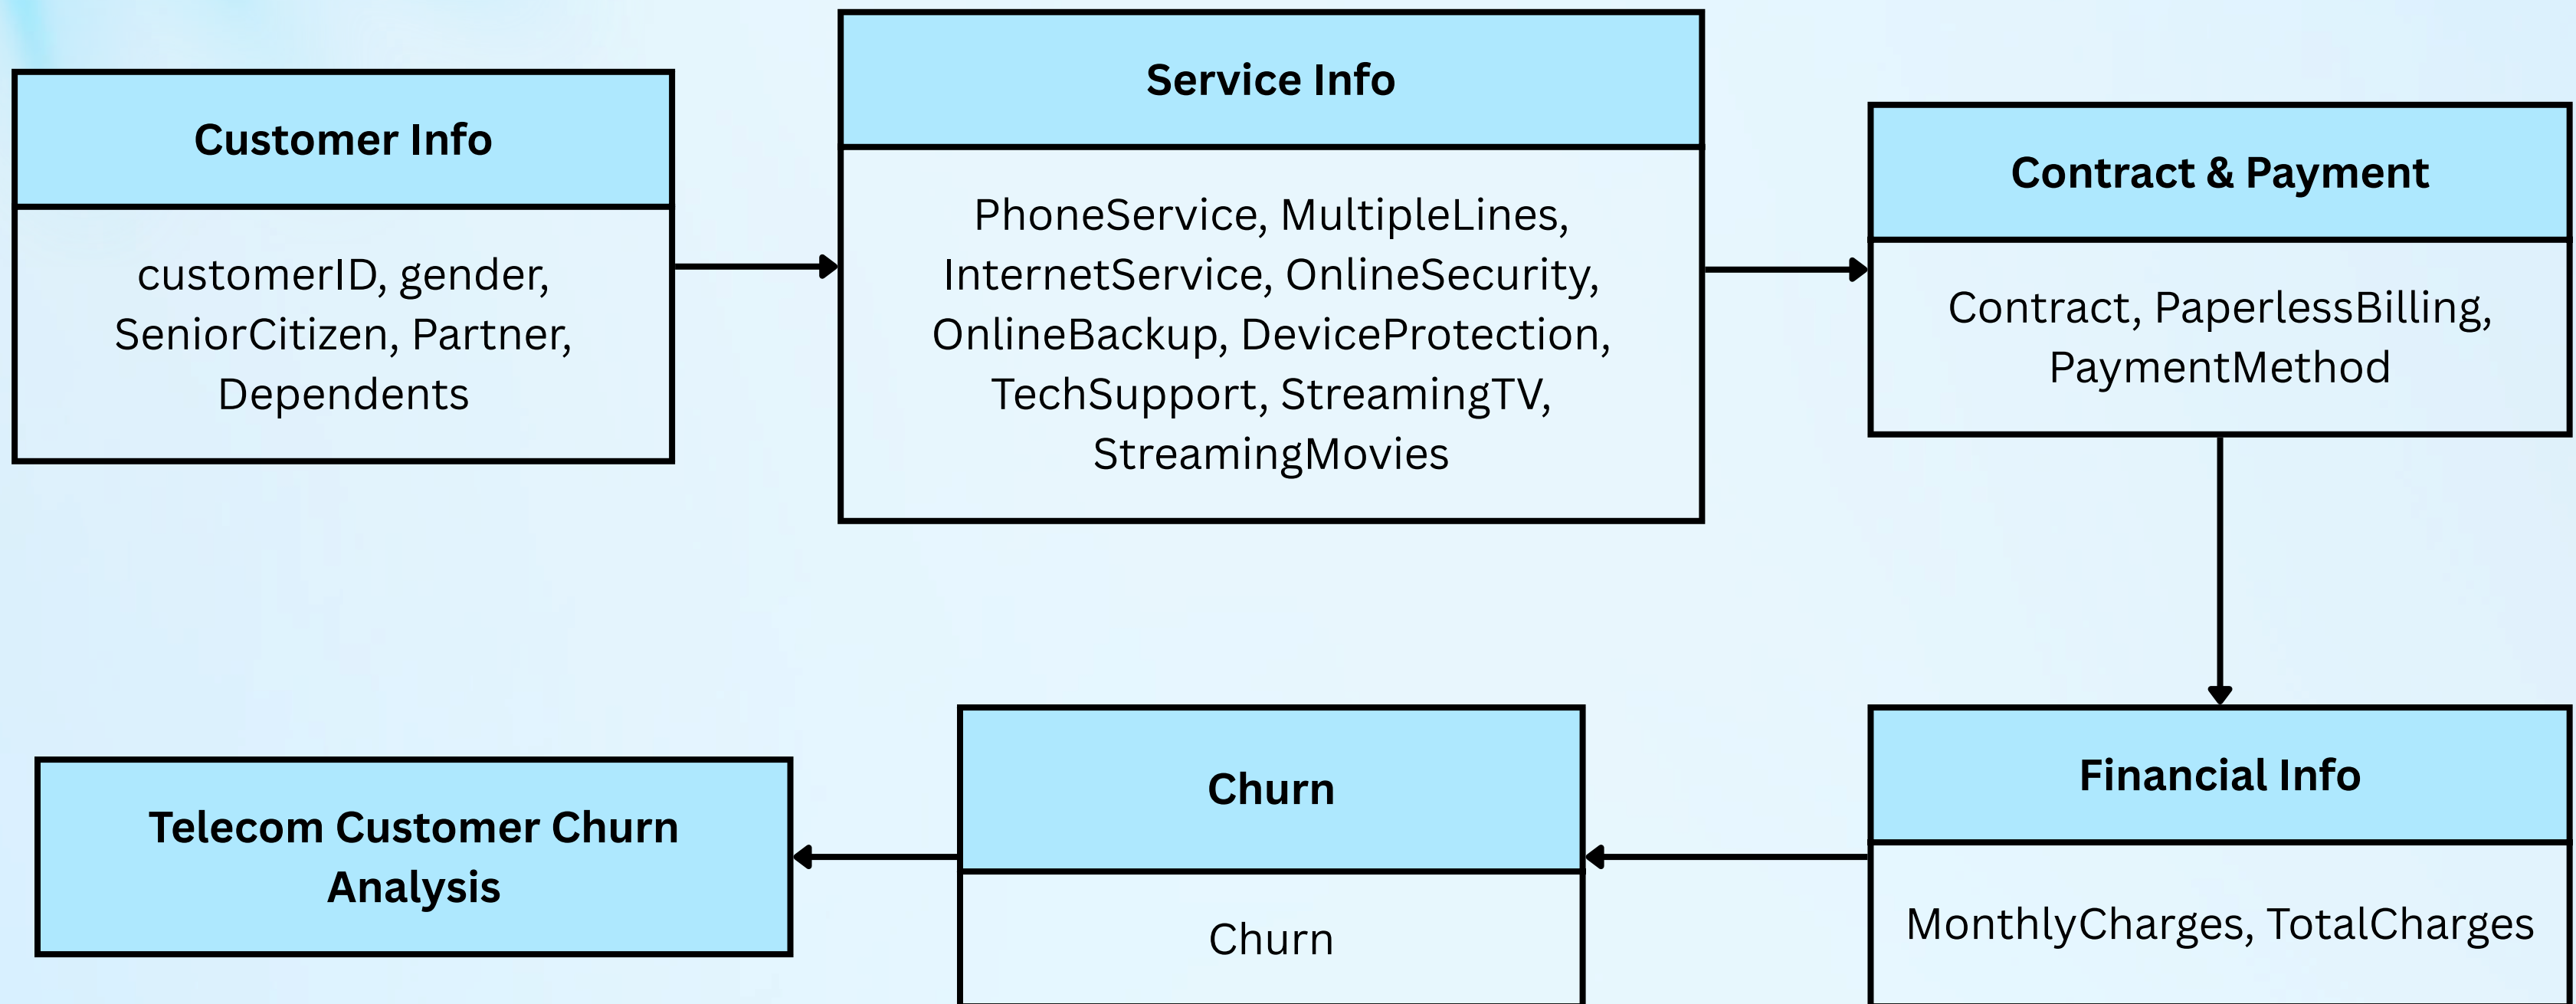 Customer Info
customerID, gender,
SeniorCitizen, Partner,
Dependents
Service Info
PhoneService, MultipleLines,
InternetService, OnlineSecurity,
OnlineBackup, DeviceProtection,
TechSupport, StreamingTV,
StreamingMovies
Contract & Payment
Contract, PaperlessBilling,
PaymentMethod
Financial Info
MonthlyCharges, TotalCharges
Churn
Churn
Telecom Customer Churn
Analysis